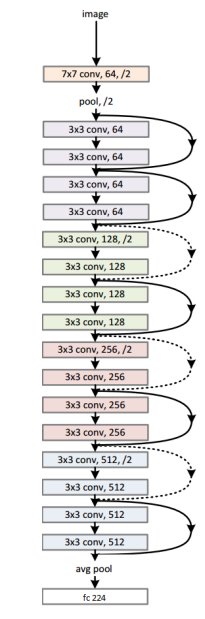 image
7x7 conv, 64, /2
pool, /2
3x3 conv, 64
3x3 conv, 64
3x3 conv, 64
3x3 conv, 64
3x3 conv, 128, /2
3x3 conv, 128
3x3 conv, 128
3x3 conv, 128
3x3 conv, 256, /2
3x3 conv, 256
3x3 conv, 256
3x3 conv, 256
3x3 conv, 512, /2
3x3 conv, 512
3x3 conv, 512
3x3 conv, 512
avg pool
fc 224